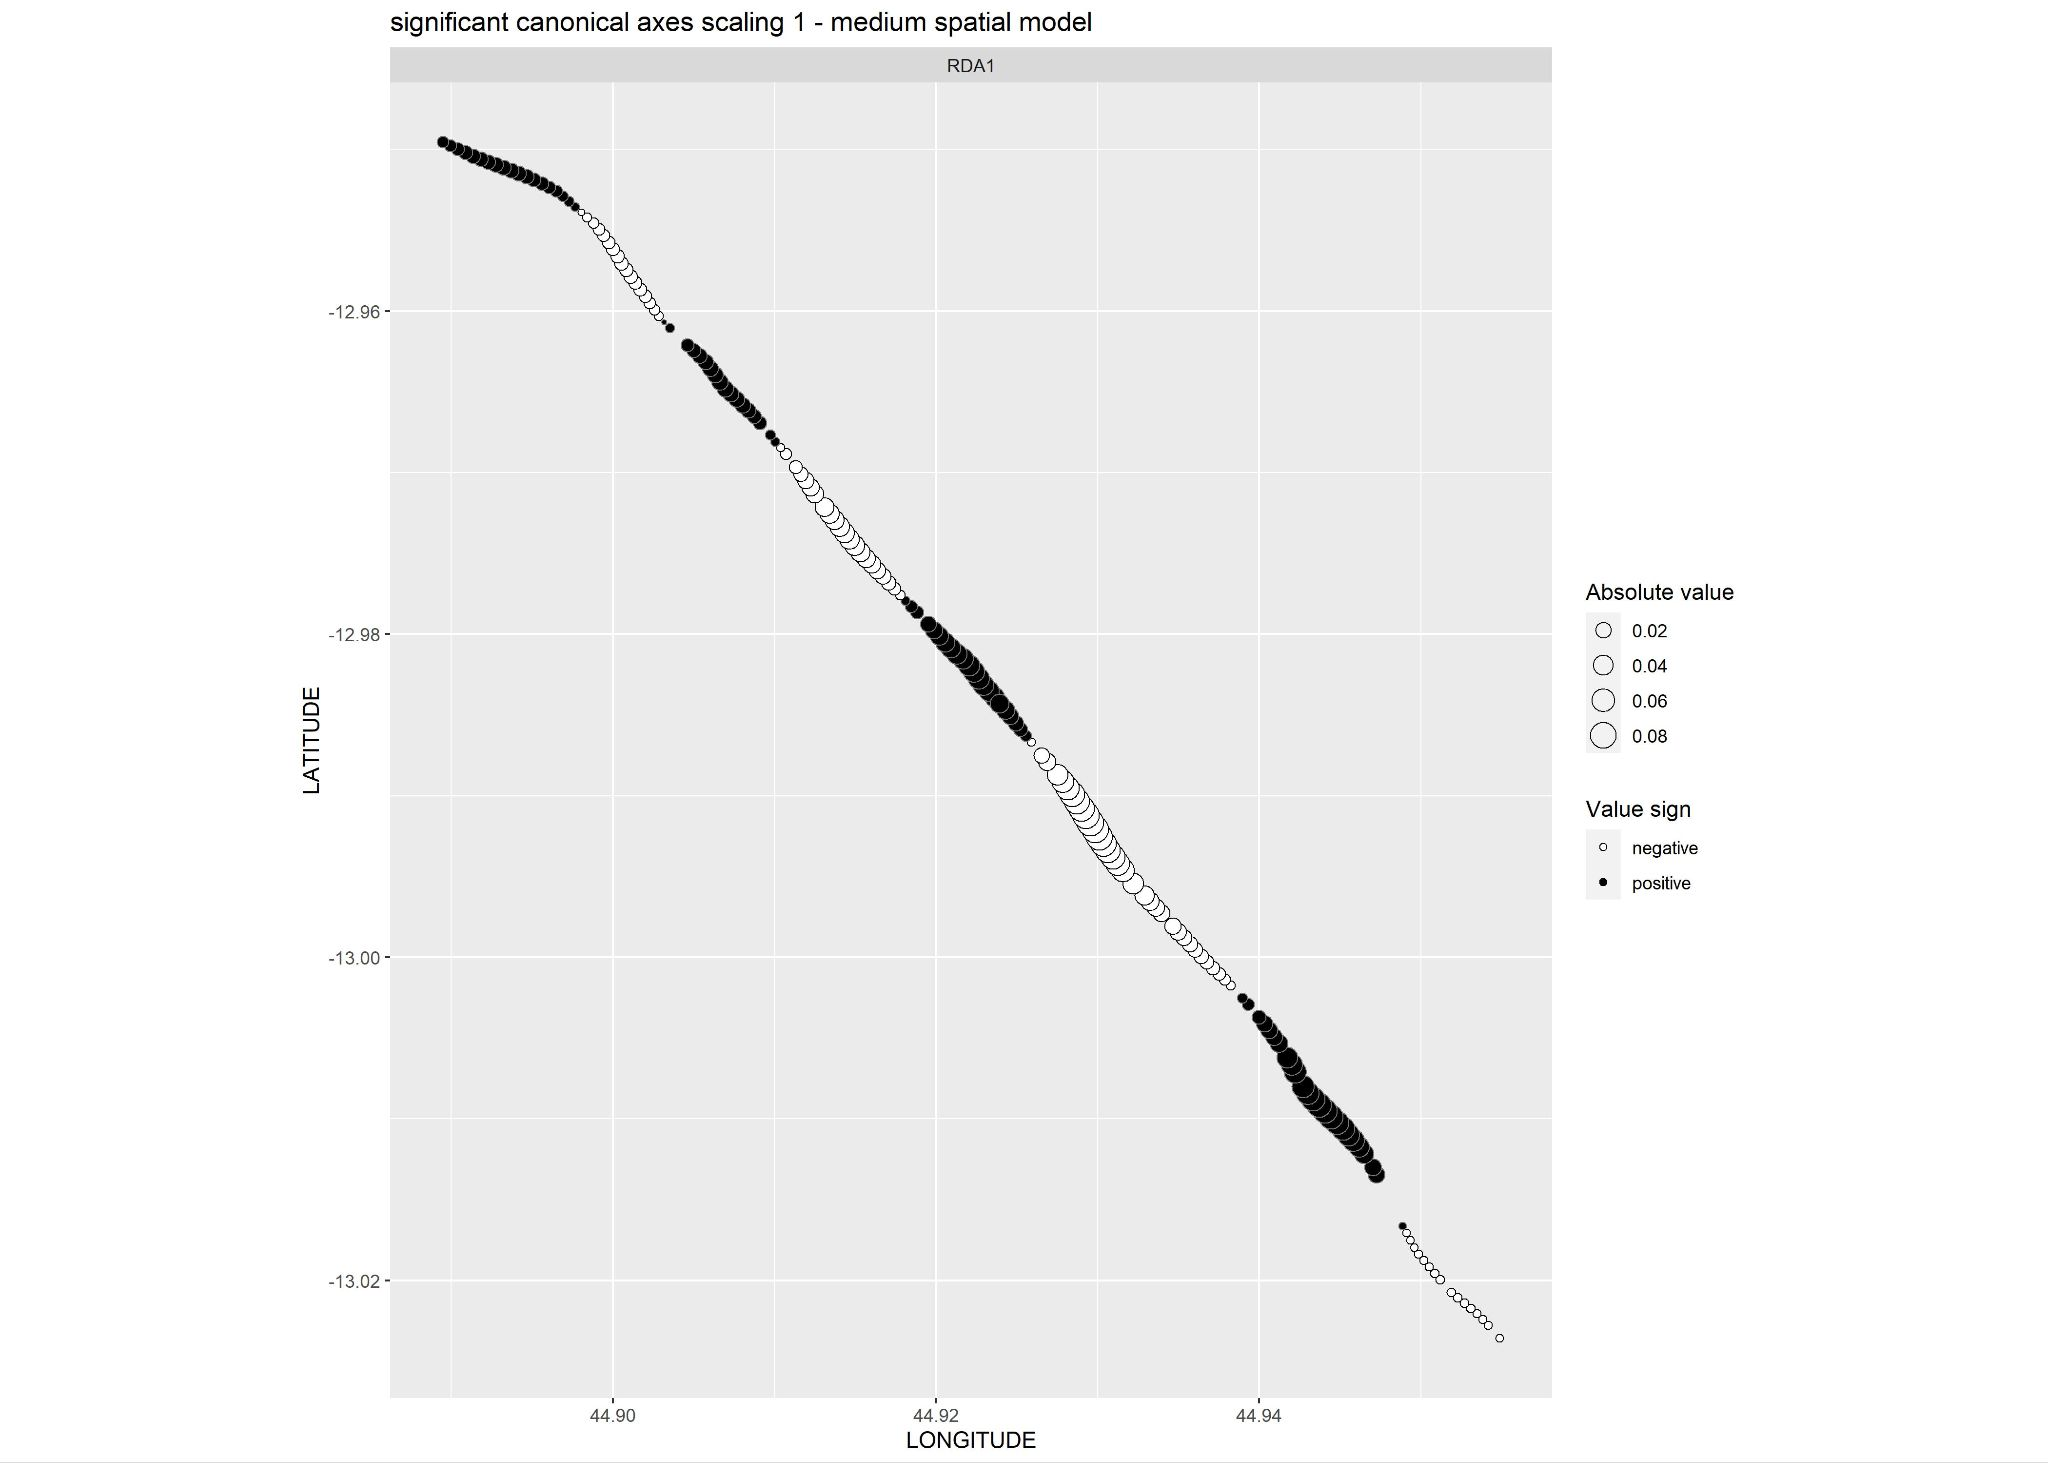 significant canonical axes scaling 1 - medium spatial model
RDA1
-12.96
-12.98
-13.00
-13.02
LATITUDE
44.90
44.92
44.94
LONGITUDE
Absolute value
0.02
0.04
0.06
0.08
Value sign
negative
positive